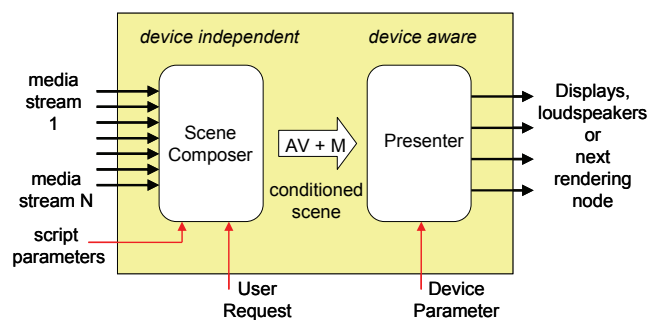 device independent
device aware
media
stream
1
media
stream N
script
parameters
Scene
Composer
AV + M
conditioned
scene
Presenter
Displays,
loudspeakers
or
next
rendering
node
User
Request
Device
Parameter